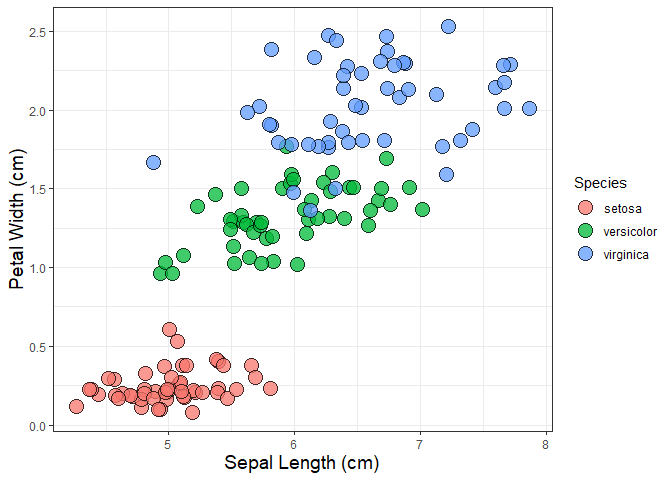 2.5
2.0
1.5
1.0
0.5
0.0
Petal Width (cm)
5 6 7 8
Sepal Length (cm)
Species
setosa
versicolor
virginica